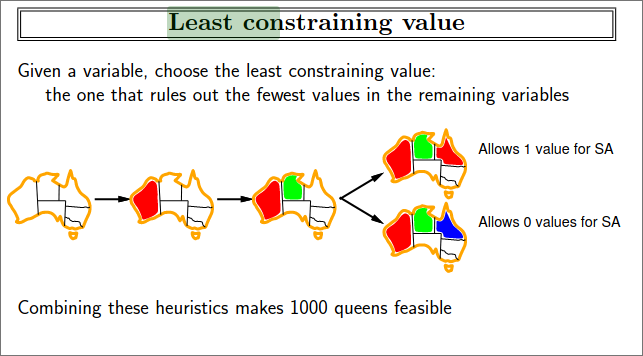 Least constraining value
Given a variable, choose the least constraining value:
the one that rules out the fewest values in the remaining variables
Allows 1 value for SA
Allows 0 values for SA
Combining these heuristics makes 1000 queens feasible